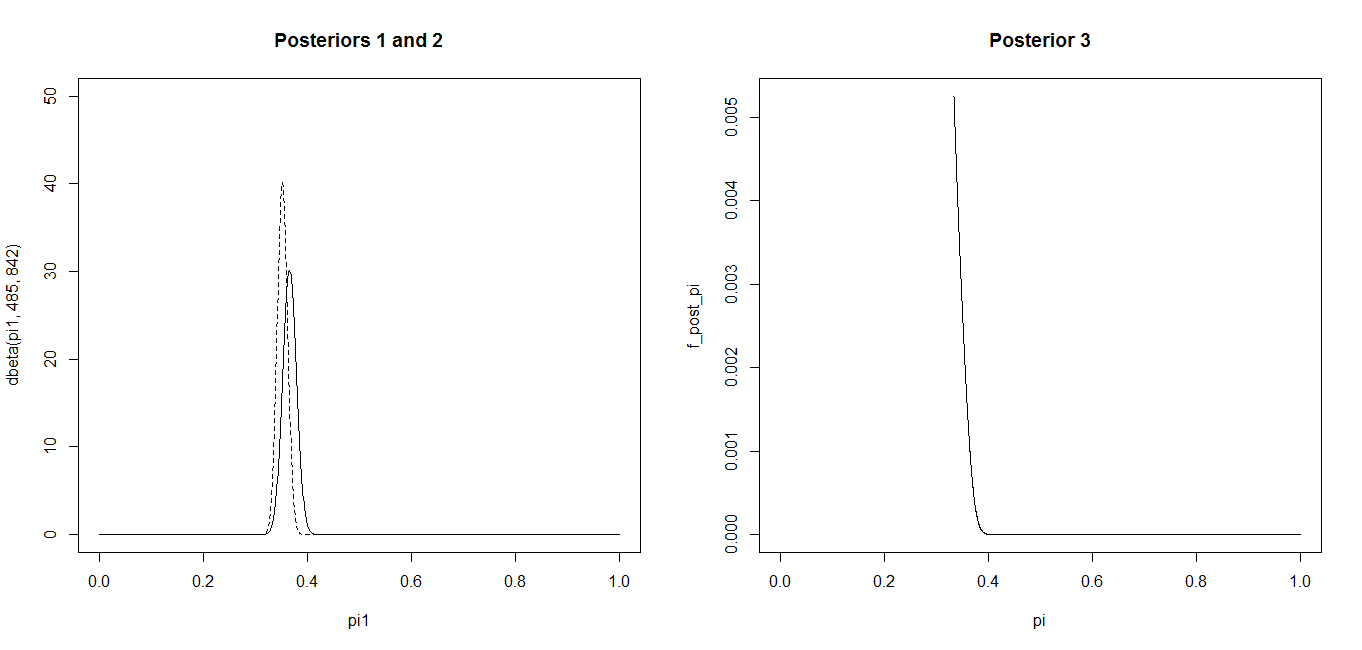 Posteriors 1 and 2
50
40
30
20
10
0
dbeta(pi1, 485, 842)
0.0 0.2 0.4 0.6 0.8 1.0
pi1
Posterior 3
0.005
0.004
0.003
0.002
0.001
0.000
f_post_pi
0.0 0.2 0.4 0.6 0.8 1.0
pi